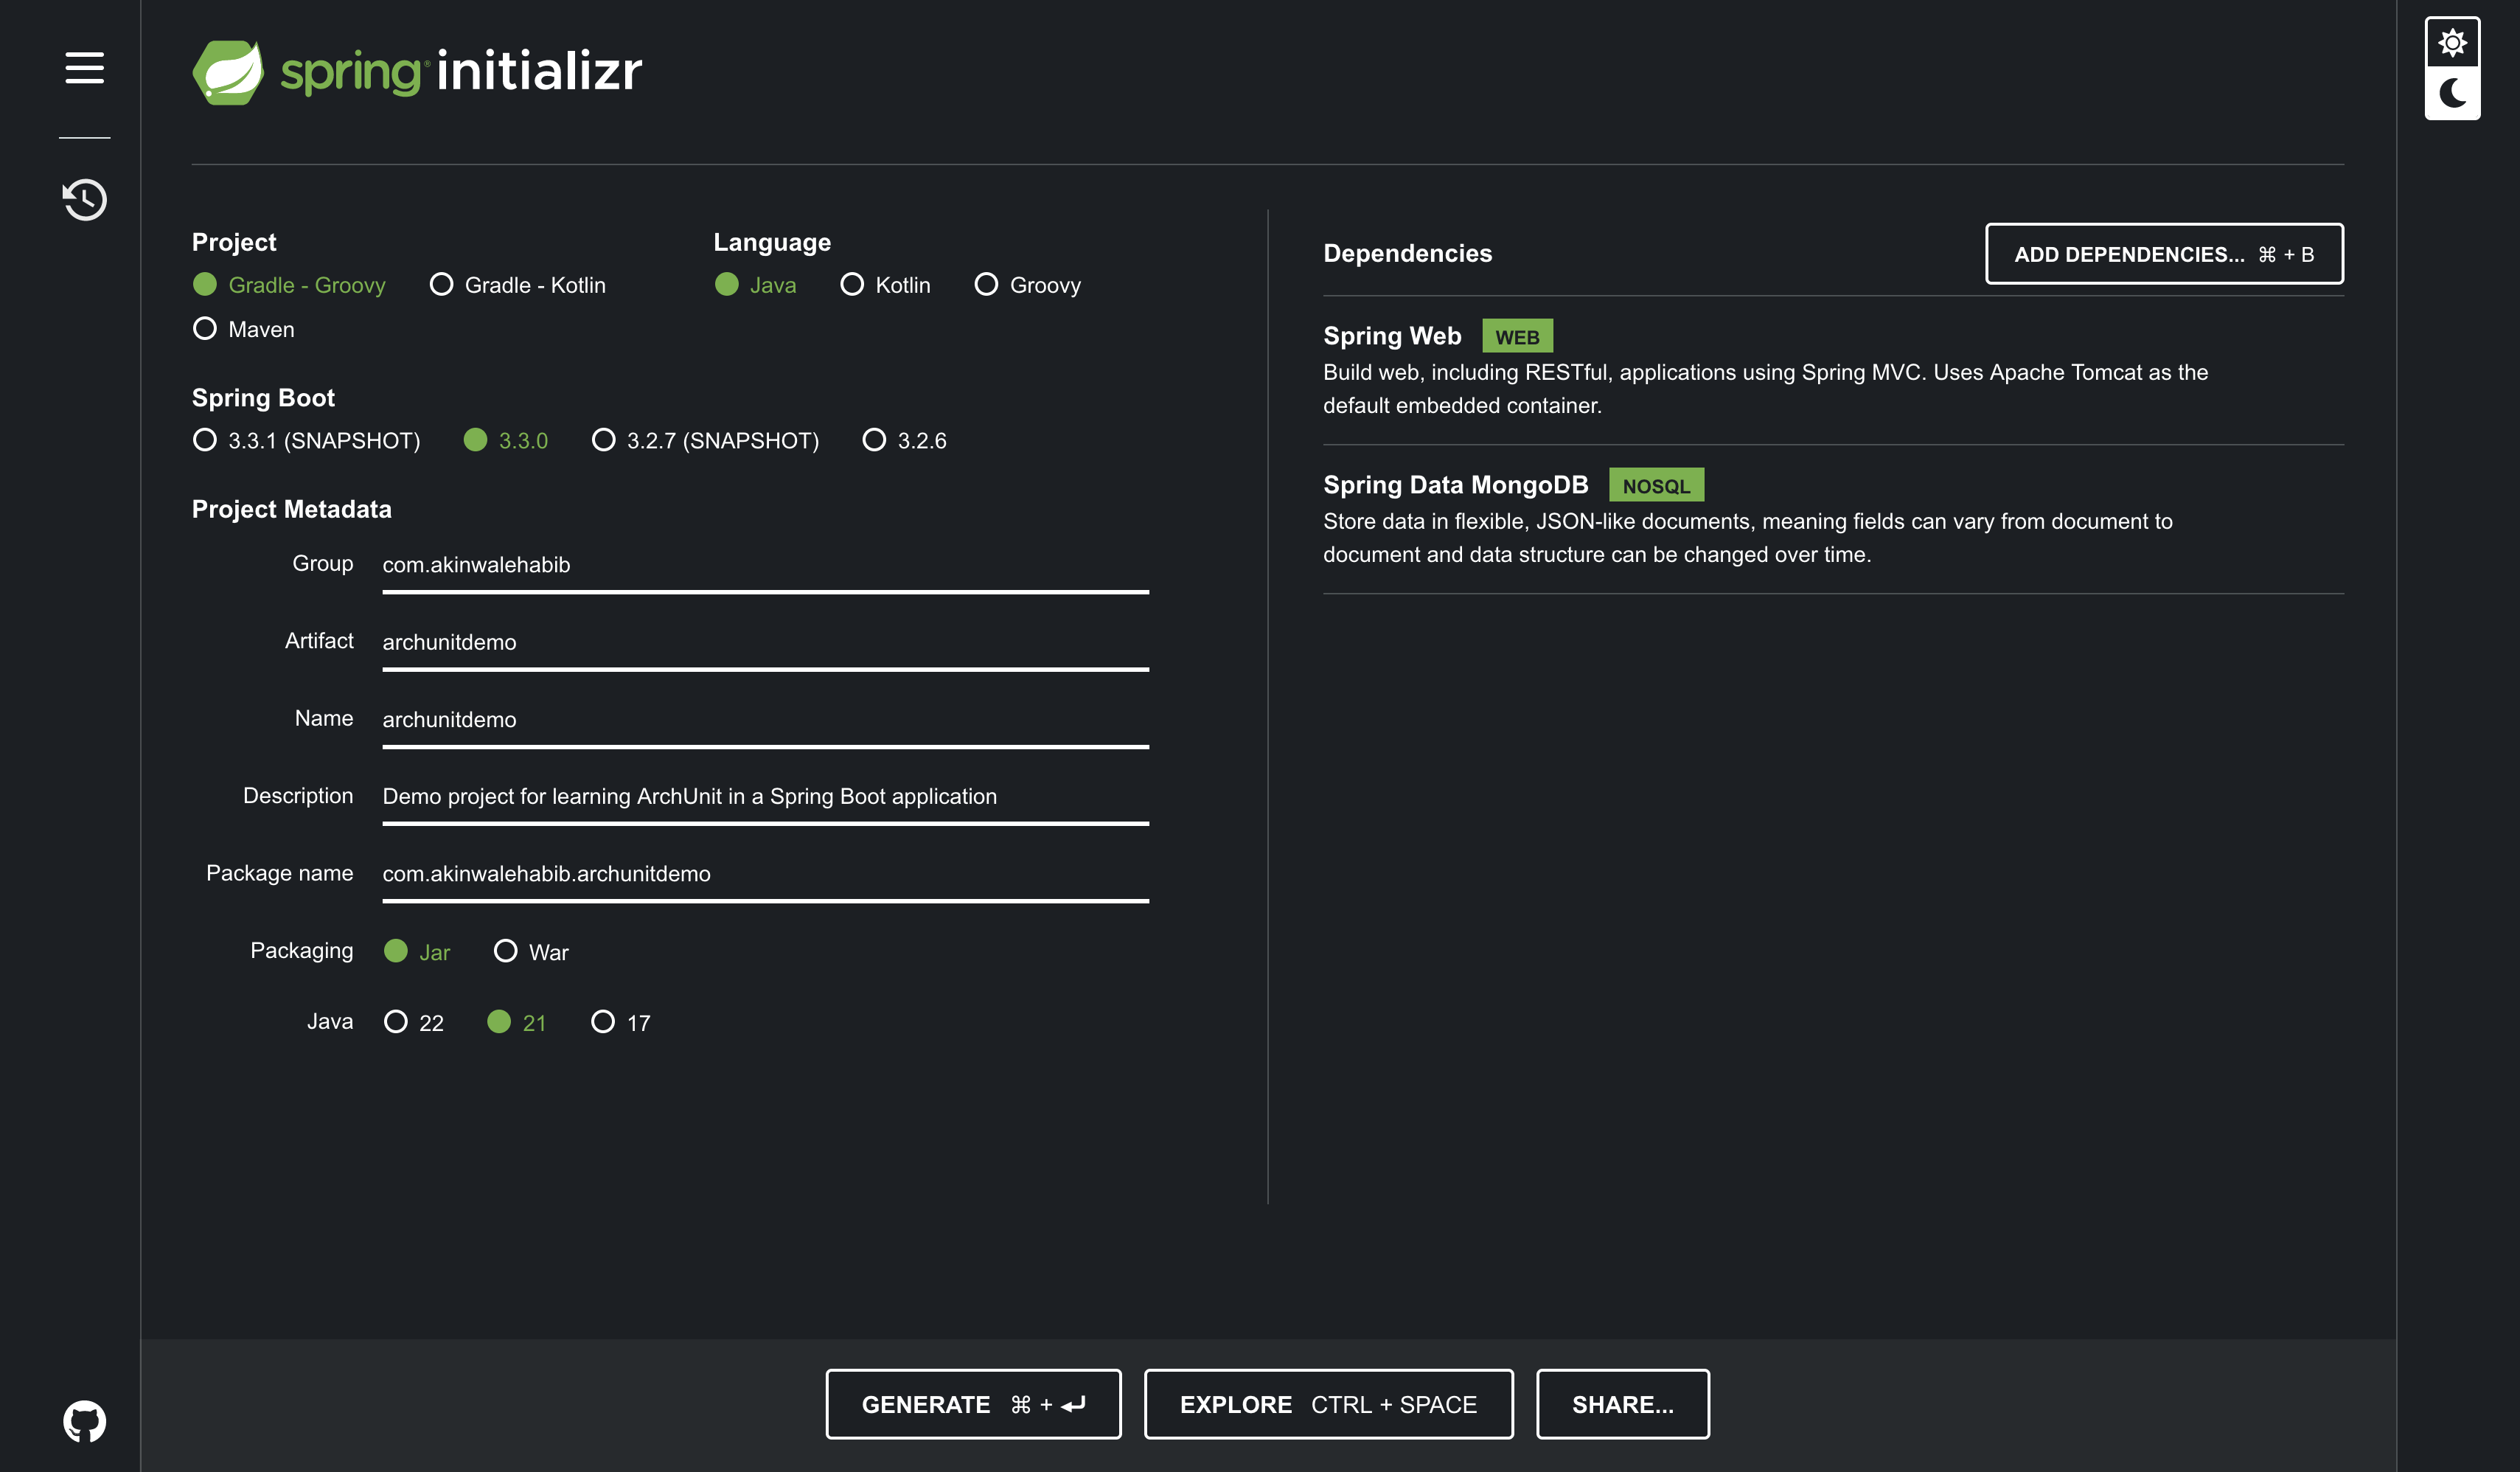 spring initializr
Project
Gradle - Groovy Gradle - Kotlin
Maven
Language
Java Kotlin Groovy
Spring Boot
3.3.1 (SNAPSHOT) 3.3.0 3.2.7 (SNAPSHOT) 3.2.6
Project Metadata
Group com.akinwalehabib
Artifact archunitdemo
Name archunitdemo
Description Demo project for learning ArchUnit in a Spring Boot application
Package name com.akinwalehabib.archunitdemo
Packaging Jar War
Java 22 21 17
Dependencies
ADD DEPENDENCIES... ⌘ + B
Spring Web WEB
Build web, including RESTful, applications using Spring MVC. Uses Apache Tomcat as the
default embedded container.
Spring Data MongoDB NOSQL
Store data in flexible, JSON-like documents, meaning fields can vary from document to
document and data structure can be changed over time.
GENERATE ⌘ + ⏎
EXPLORE CTRL + SPACE
SHARE...